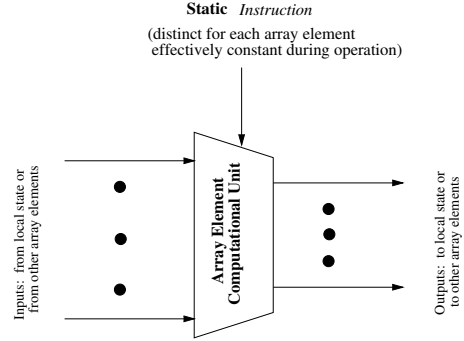 Static Instruction
(distinct for each array element
effectively constant during operation)
Inputs: from local state or
from other array elements
Array Element
Computational Unit
Outputs: to local state or
to other array elements